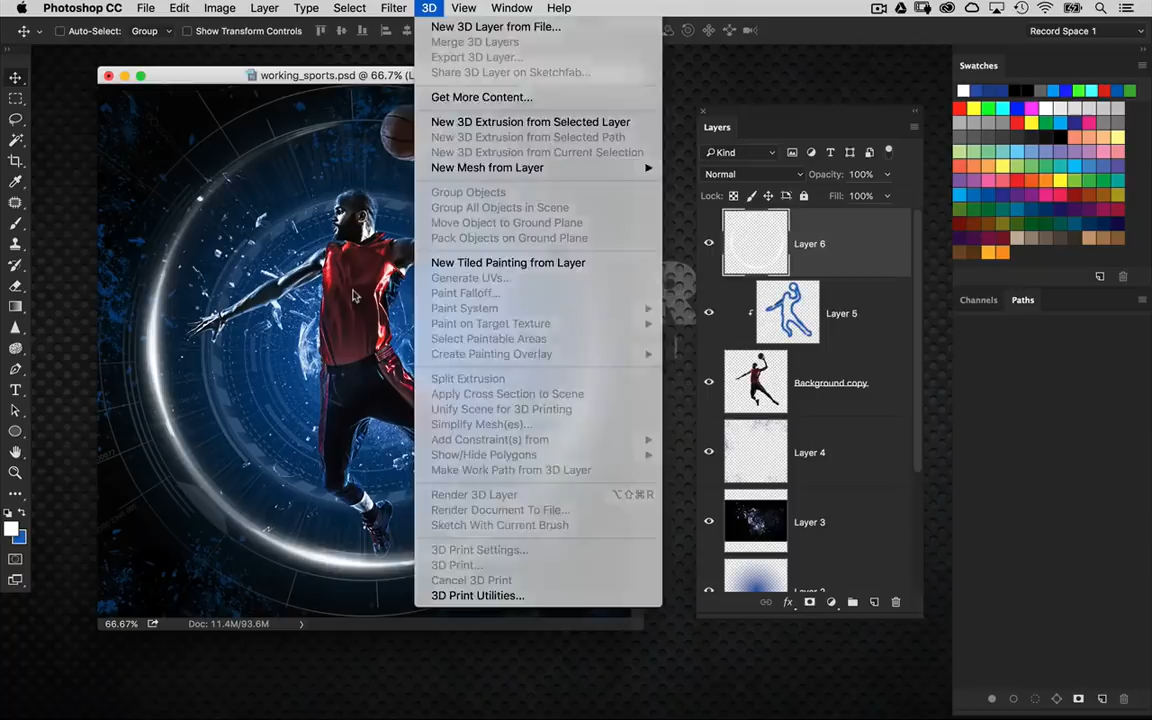 Photoshop CC File Edit Image Layer Type Select Filter 3D View Window Help
Auto-Select: Group Show Transform Controls
Record Space 1
working_sports.psd @ 66.7% (L
New 3D Layer from File...
Merge 3D Layers
Export 3D Layer...
Share 3D Layer on Sketchfab...
Get More Content...
New 3D Extrusion from Selected Layer
New 3D Extrusion from Selected Path
New 3D Extrusion from Current Selection
New Mesh from Layer
Group Objects
Group All Objects in Scene
Move Object to Ground Plane
Pack Objects on Ground Plane
New Tiled Painting from Layer
Generate UVs...
Paint Falloff...
Paint System
Paint on Target Texture
Select Paintable Areas
Create Painting Overlay
Split Extrusion
Apply Cross Section to Scene
Unify Scene for 3D Printing
Simplify Mesh(es)...
Add Constraint(s) from
Show/Hide Polygons
Make Work Path from 3D Layer
Render 3D Layer ⌥⇧⌘R
Render Document To File...
Sketch With Current Brush
3D Print Settings...
3D Print...
Cancel 3D Print
3D Print Utilities...
66.67% Doc: 11.4M/93.6M
Layers
Kind
Normal Opacity: 100%
Lock: Fill: 100%
Layer 6
Layer 5
Background copy
Layer 4
Layer 3
fx
Swatches
Channels Paths